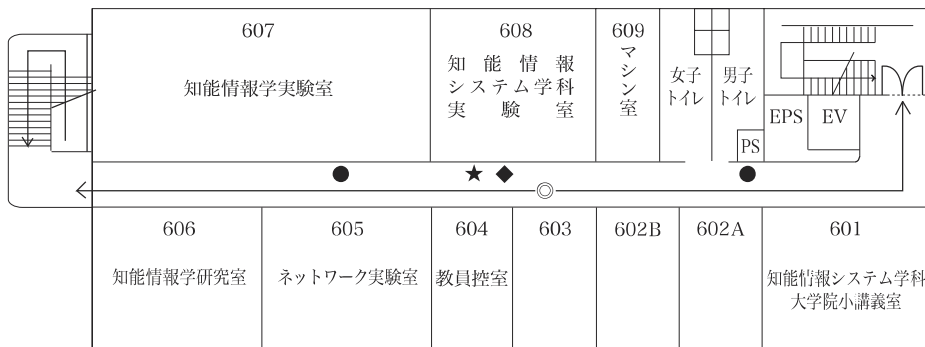 607
知能情報学実験室
608
知能情報
システム学科
実験室
609
マシン室
女子
トイレ
男子
トイレ
PS
EPS
EV
606
知能情報学研究室
605
ネットワーク実験室
604
教員控室
603
602B
602A
601
知能情報システム学科
大学院小講義室